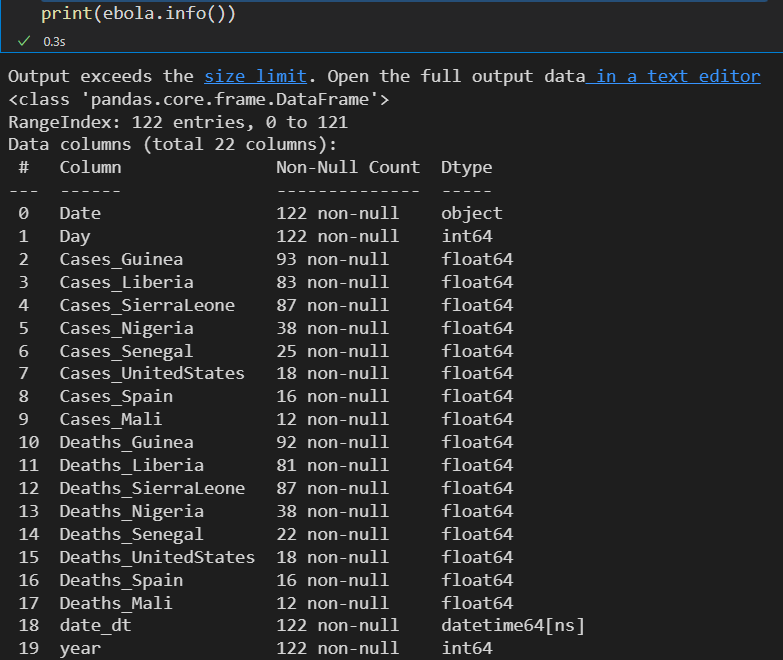 print(ebola.info())
0.3s
Output exceeds the size limit. Open the full output data in a text editor
<class 'pandas.core.frame.DataFrame'>
RangeIndex: 122 entries, 0 to 121
Data columns (total 22 columns):
 #   Column               Non-Null Count  Dtype
---  ------               --------------  -----
 0   Date                 122 non-null    object
 1   Day                  122 non-null    int64
 2   Cases_Guinea         93 non-null     float64
 3   Cases_Liberia        83 non-null     float64
 4   Cases_SierraLeone    87 non-null     float64
 5   Cases_Nigeria        38 non-null     float64
 6   Cases_Senegal        25 non-null     float64
 7   Cases_UnitedStates   18 non-null     float64
 8   Cases_Spain          16 non-null     float64
 9   Cases_Mali           12 non-null     float64
 10  Deaths_Guinea        92 non-null     float64
 11  Deaths_Liberia       81 non-null     float64
 12  Deaths_SierraLeone   87 non-null     float64
 13  Deaths_Nigeria       38 non-null     float64
 14  Deaths_Senegal       22 non-null     float64
 15  Deaths_UnitedStates  18 non-null     float64
 16  Deaths_Spain         16 non-null     float64
 17  Deaths_Mali          12 non-null     float64
 18  date_dt              122 non-null    datetime64[ns]
 19  year                 122 non-null    int64